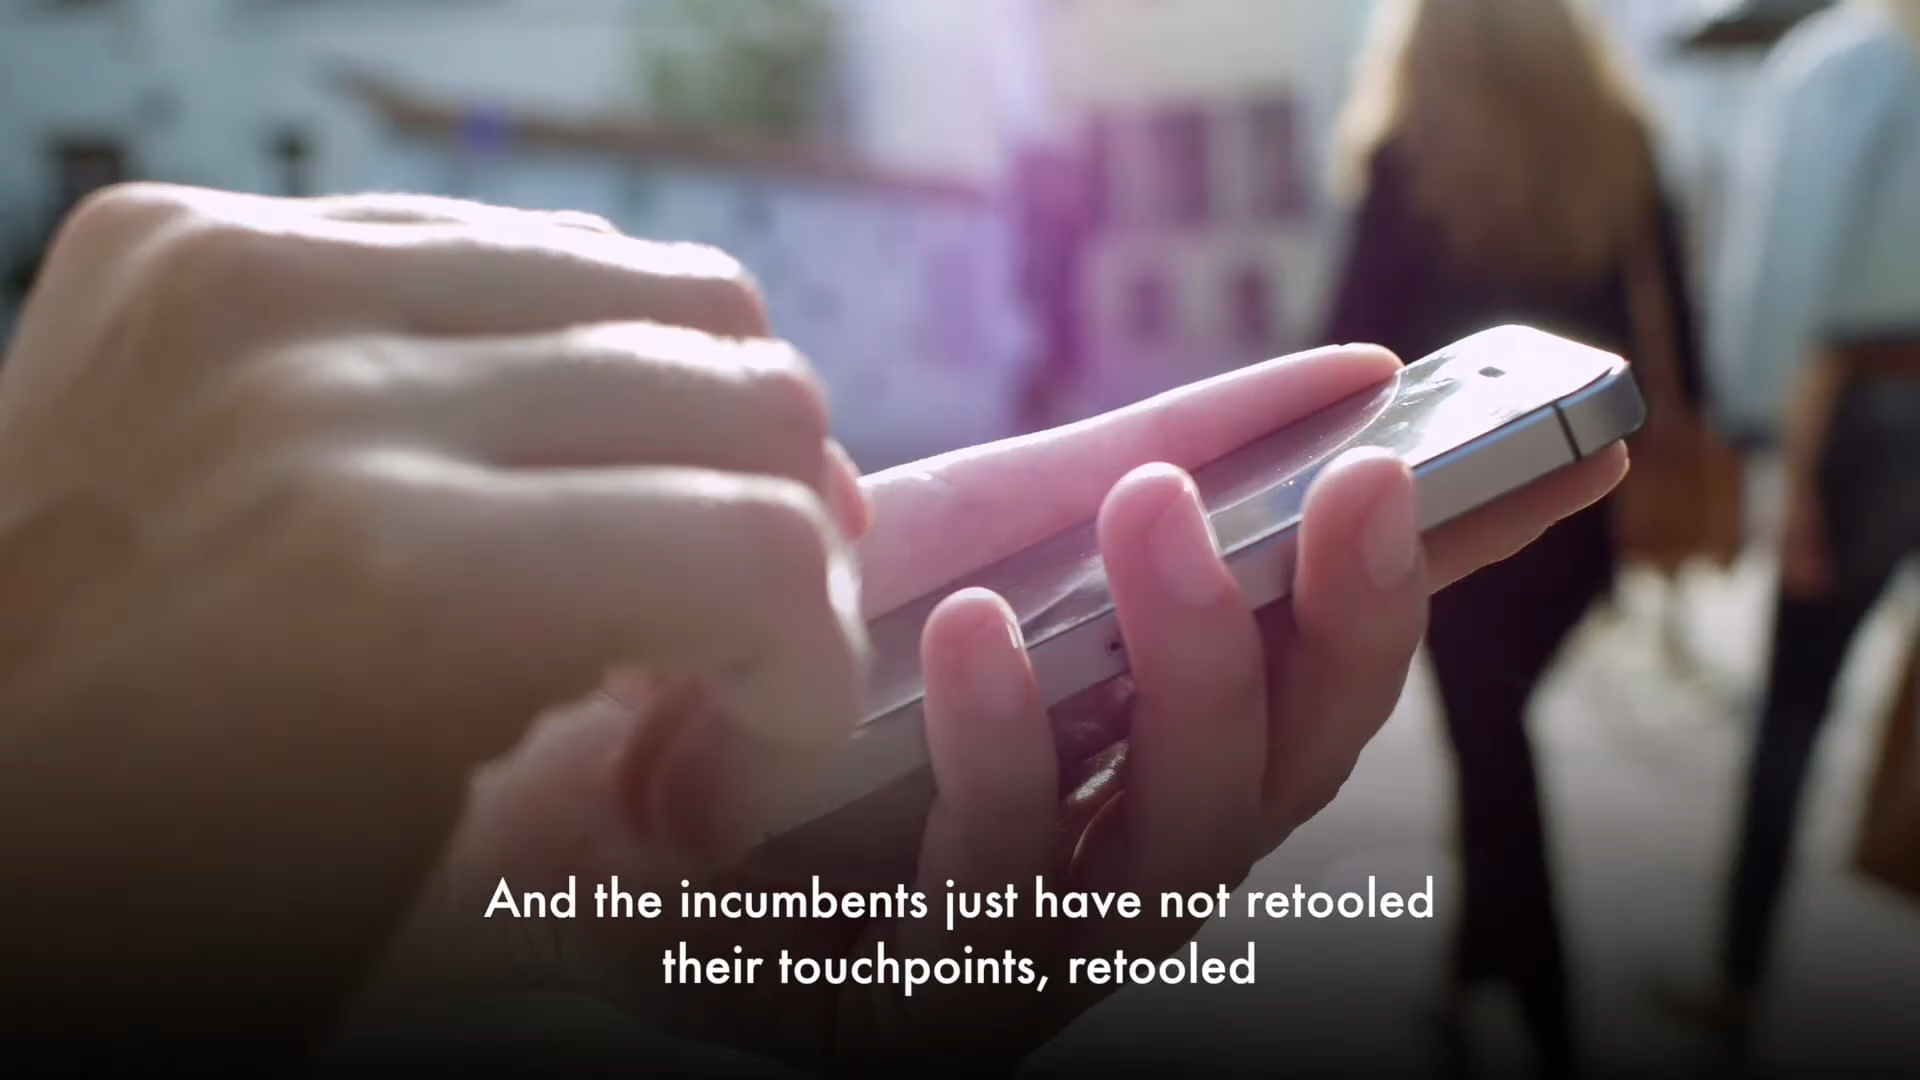 And the incumbents just have not retooled
their touchpoints, retooled